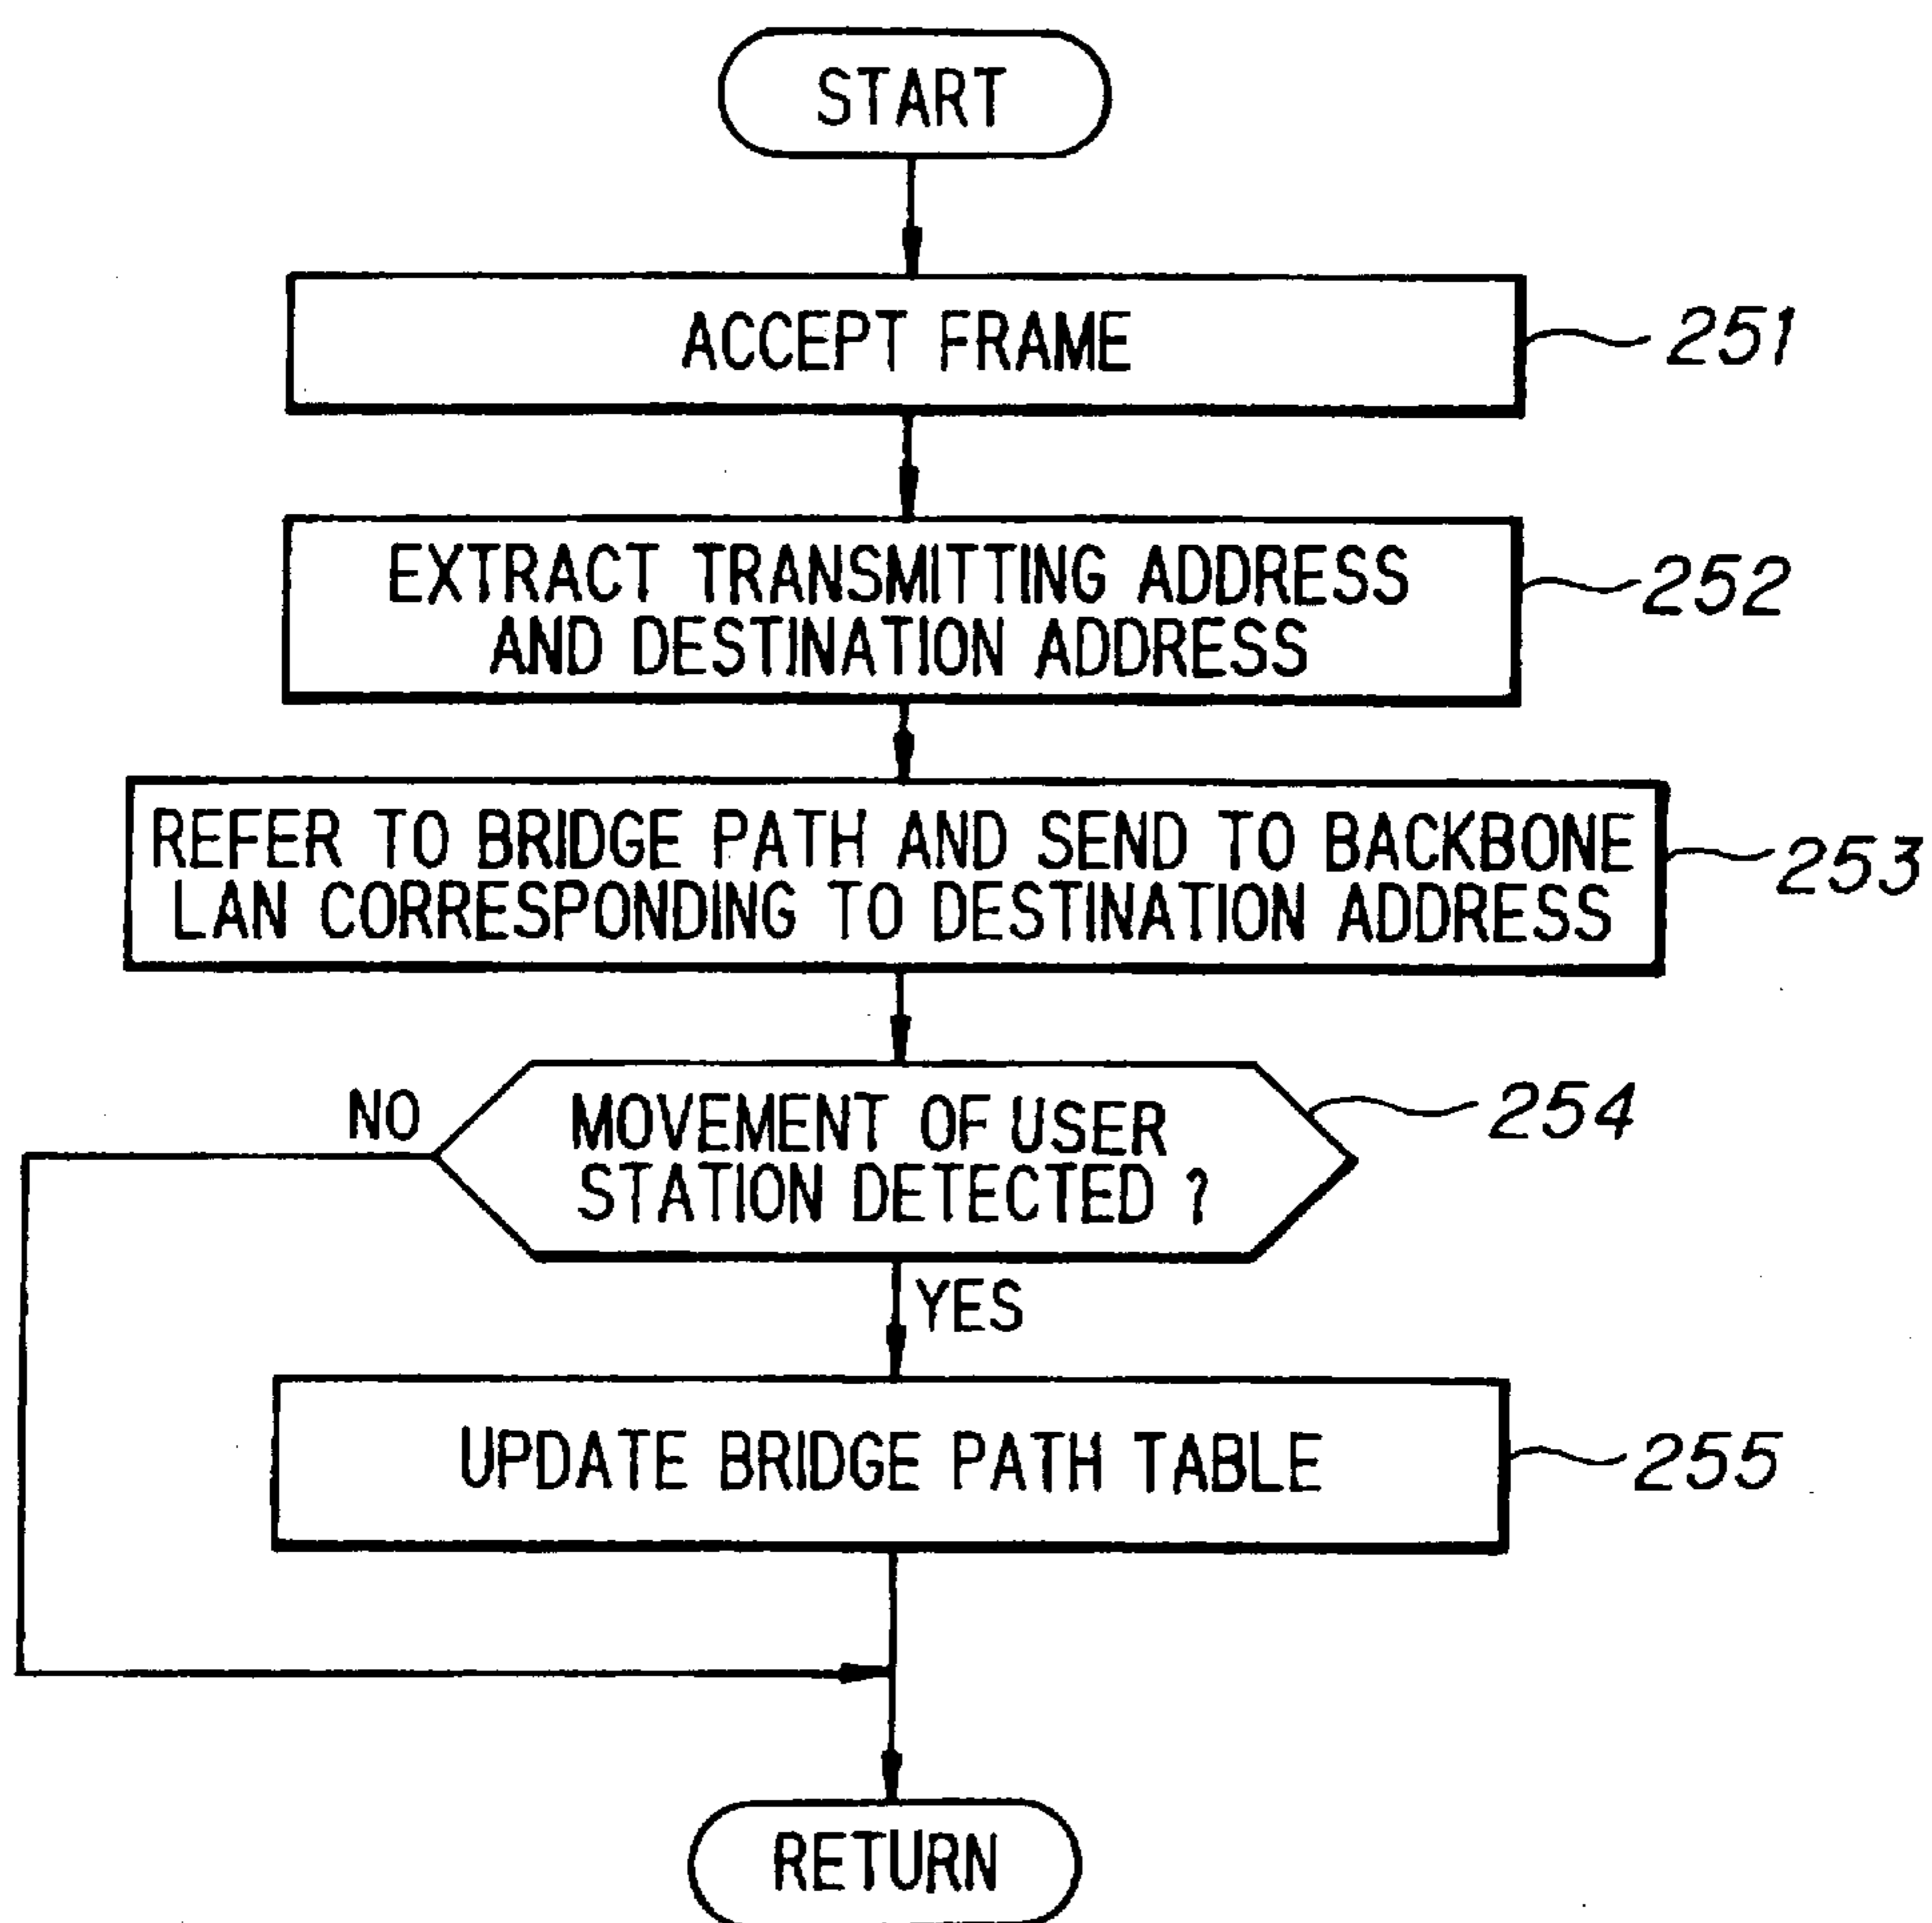 START
ACCEPT FRAME
251
EXTRACT TRANSMITTING ADDRESS
AND DESTINATION ADDRESS
252
REFER TO BRIDGE PATH AND SEND TO BACKBONE
LAN CORRESPONDING TO DESTINATION ADDRESS
253
NO
MOVEMENT OF USER
STATION DETECTED ?
254
YES
UPDATE BRIDGE PATH TABLE
255
RETURN